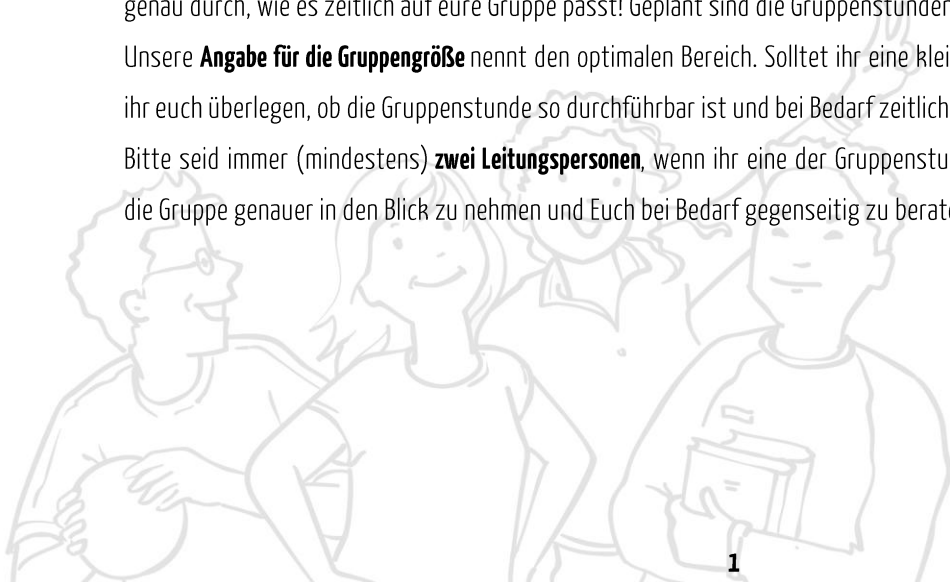 genau durch, wie es zeitlich auf eure Gruppe passt! Geplant sind die Gruppenstunden
Unsere Angabe für die Gruppengröße nennt den optimalen Bereich. Solltet ihr eine klei
ihr euch überlegen, ob die Gruppenstunde so durchführbar ist und bei Bedarf zeitlich
Bitte seid immer (mindestens) zwei Leitungspersonen, wenn ihr eine der Gruppenstu
die Gruppe genauer in den Blick zu nehmen und Euch bei Bedarf gegenseitig zu berat
1